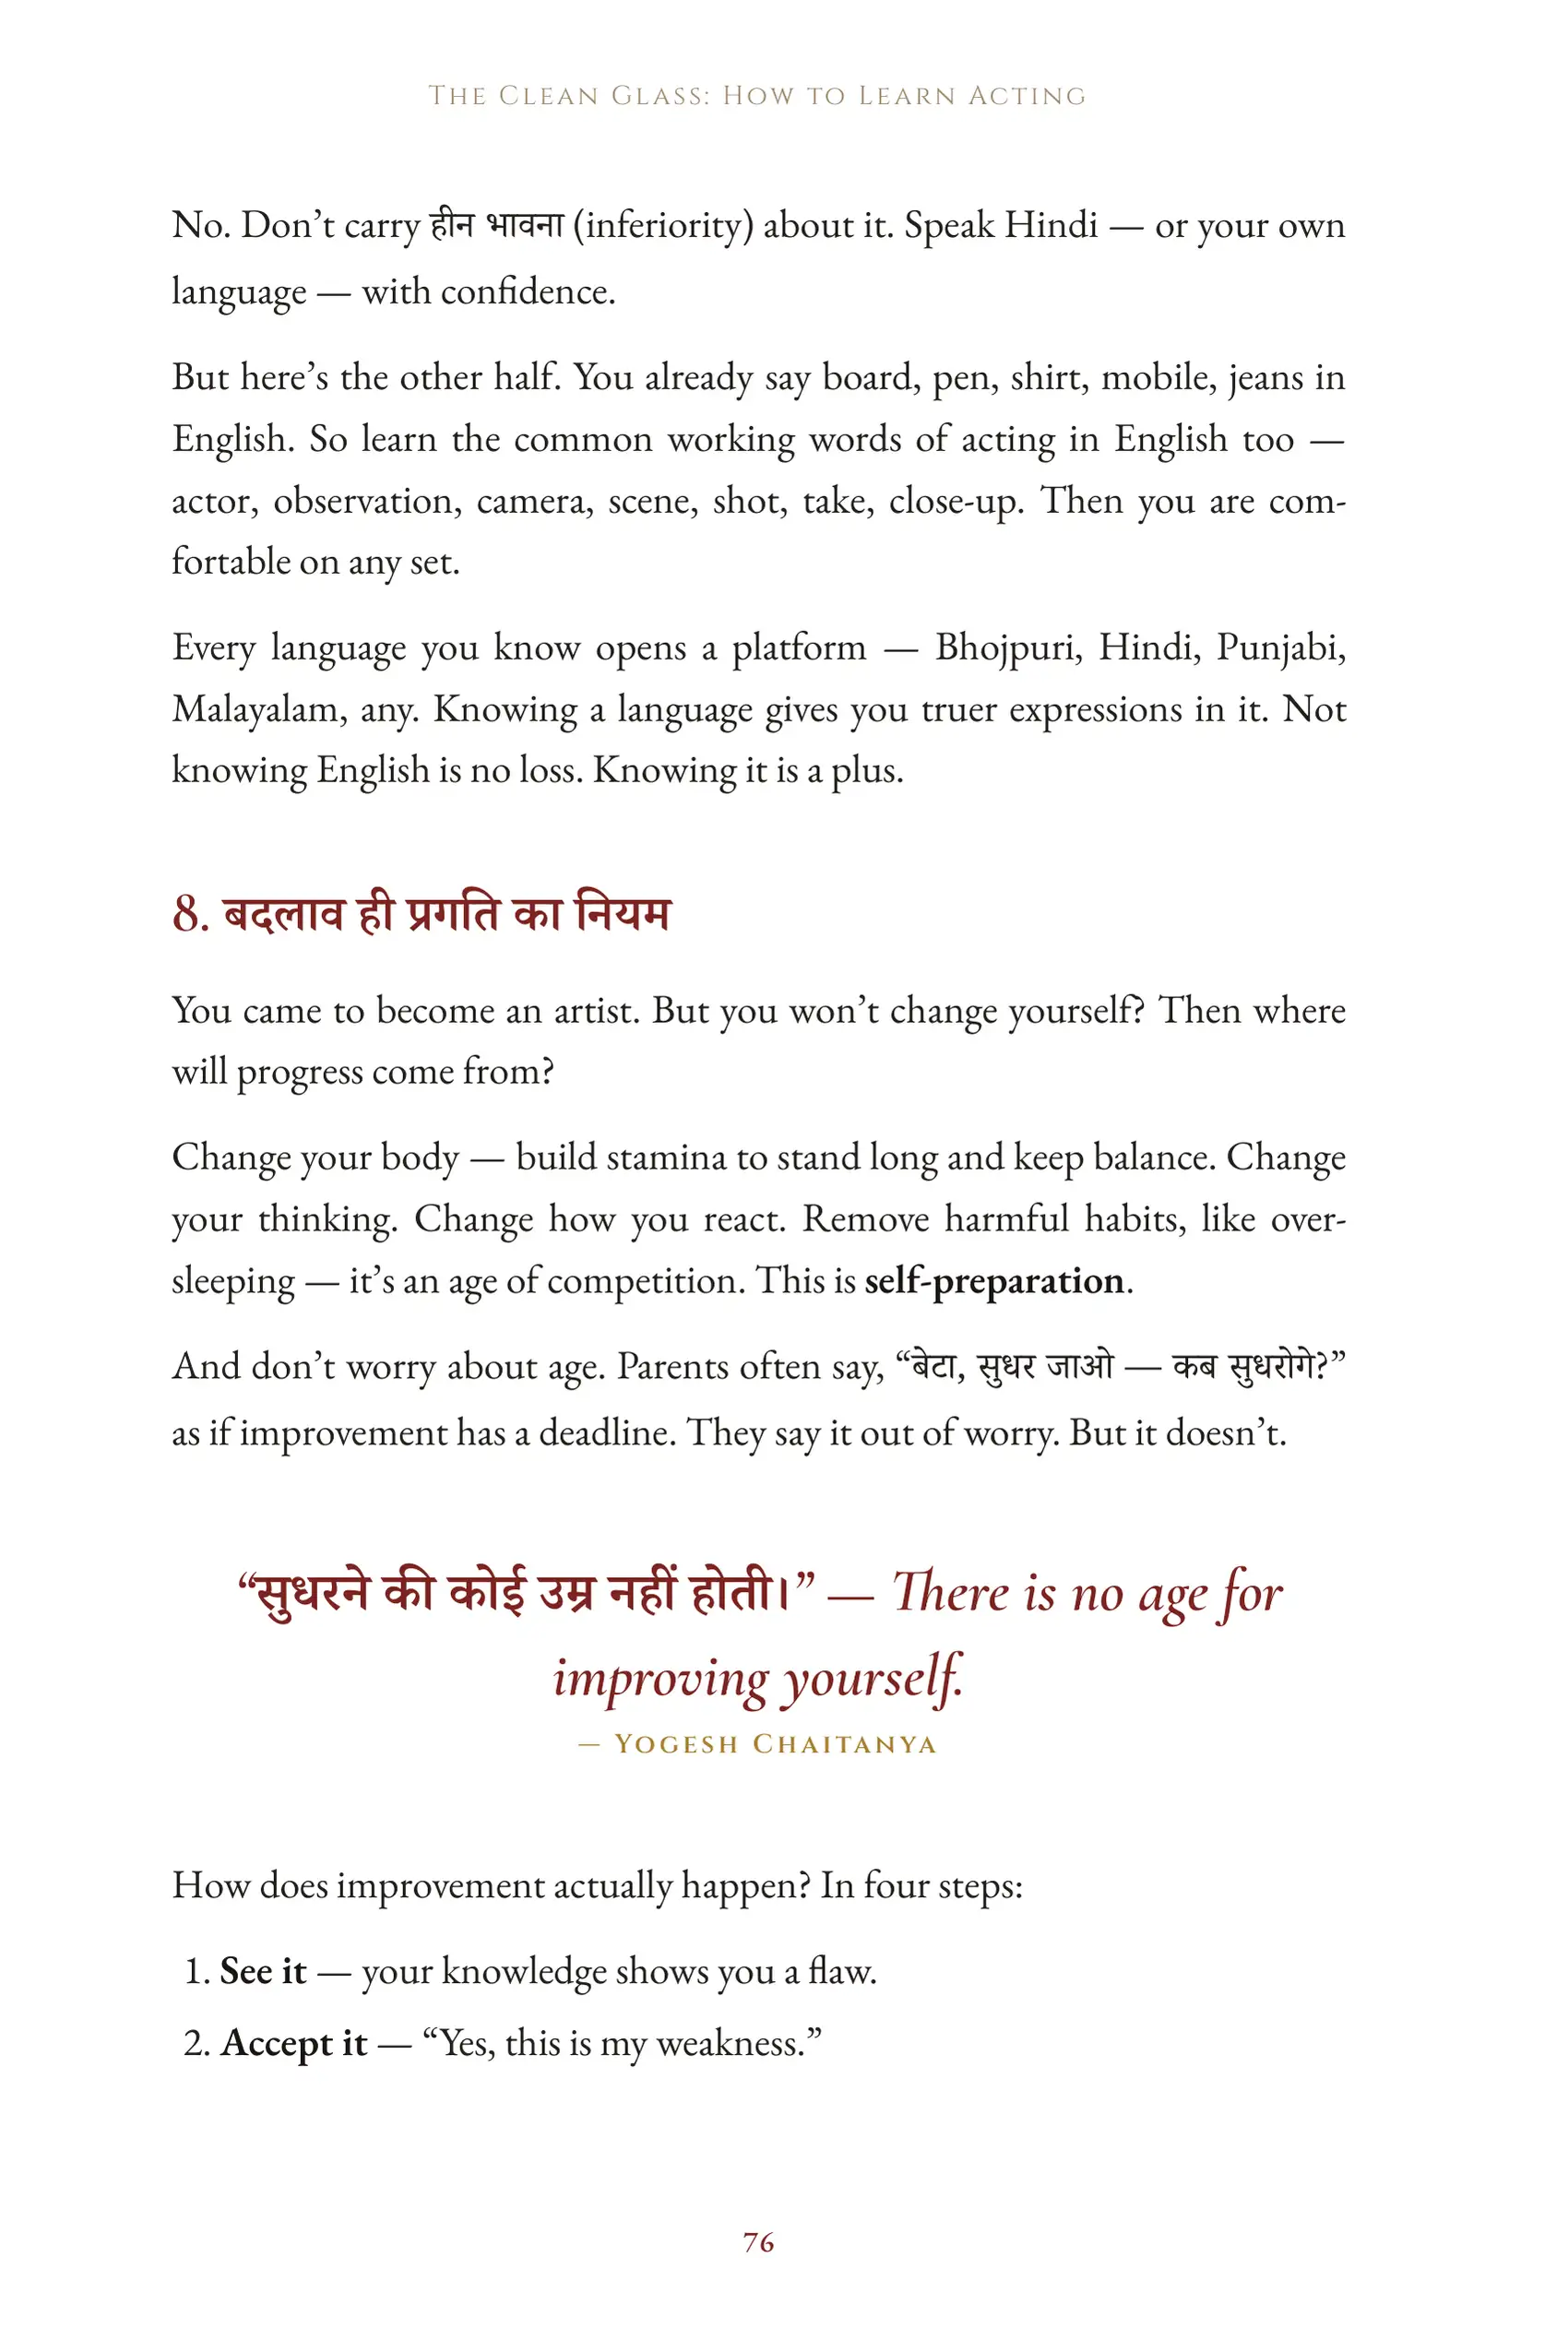 The Clean Glass: How to Learn Acting
No. Don’t carry हीन भावना (inferiority) about it. Speak Hindi — or your own
language — with confidence.
But here’s the other half. You already say board, pen, shirt, mobile, jeans in
English. So learn the common working words of acting in English too —
actor, observation, camera, scene, shot, take, close-up. Then you are com-
fortable on any set.
Every language you know opens a platform — Bhojpuri, Hindi, Punjabi,
Malayalam, any. Knowing a language gives you truer expressions in it. Not
knowing English is no loss. Knowing it is a plus.
8. बदलाव ही प्रगति का नियम
You came to become an artist. But you won’t change yourself? Then where
will progress come from?
Change your body — build stamina to stand long and keep balance. Change
your thinking. Change how you react. Remove harmful habits, like over-
sleeping — it’s an age of competition. This is self-preparation.
And don’t worry about age. Parents often say, “बेटा, सुधर जाओ — कब सुधरोगे?”
as if improvement has a deadline. They say it out of worry. But it doesn’t.
“सुधरने की कोई उम्र नहीं होती।” — There is no age for
improving yourself.
— Yogesh Chaitanya
How does improvement actually happen? In four steps:
1. See it — your knowledge shows you a flaw.
2. Accept it — “Yes, this is my weakness.”
76